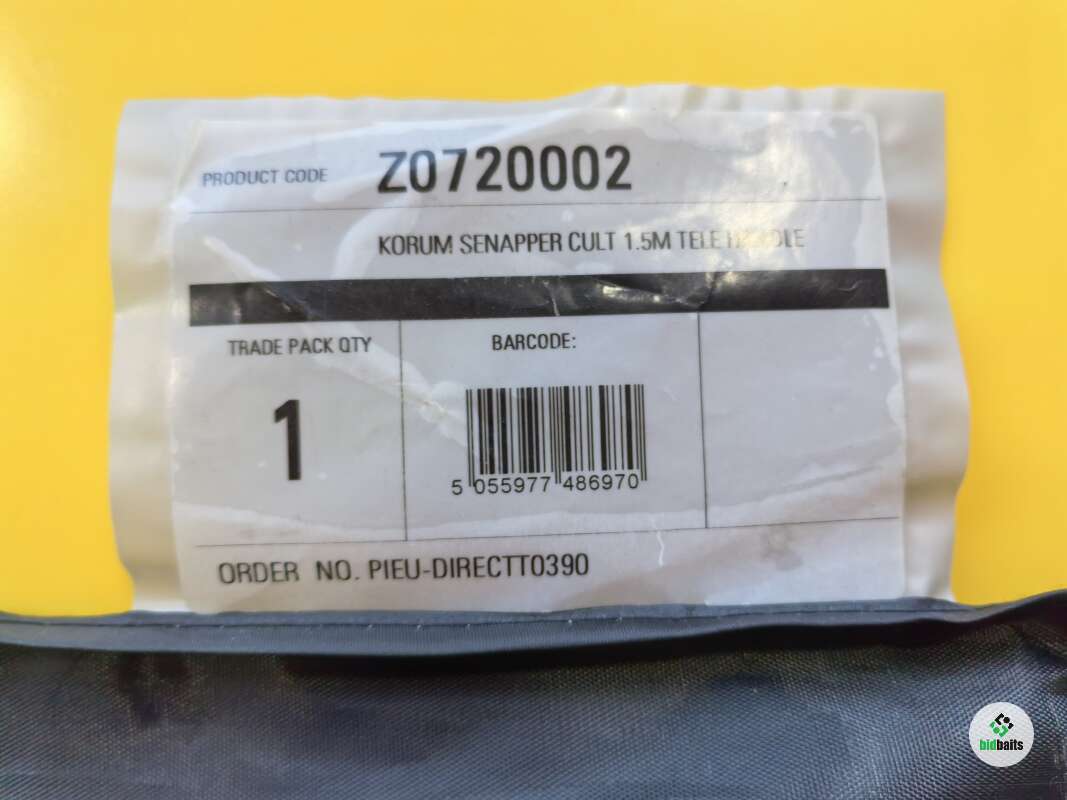 PRODUCT CODE Z0720002
KORUM SENAPPER CULT 1.5M TELE HANDLE
TRADE PACK QTY
1
BARCODE:
5 055977 486970
ORDER NO. PIEU-DIRECTT0390
bidbaits